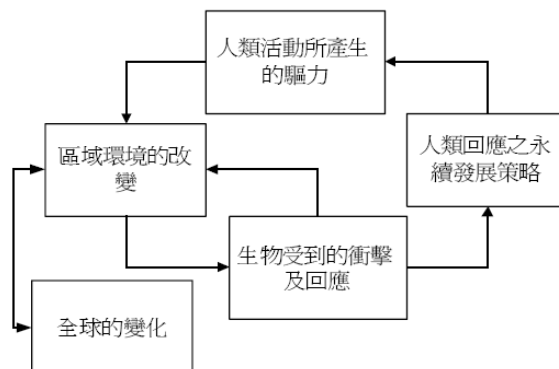 人類活動所產生
的驅力
區域環境的改
變
人類回應之永
續發展策略
生物受到的衝擊
及回應
全球的變化